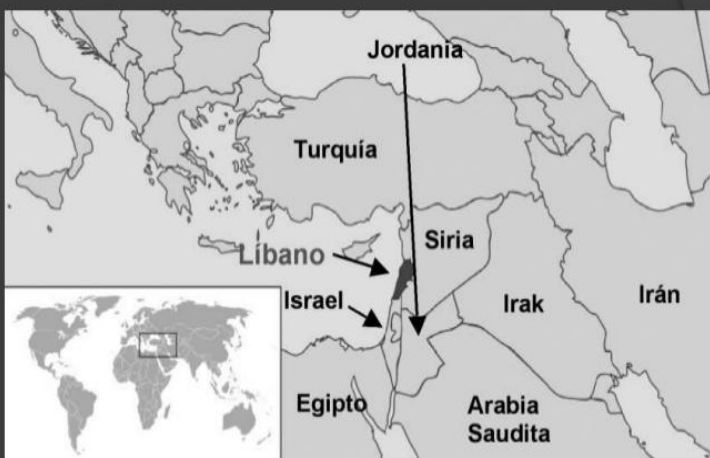 Jordania
Turquía
Siria
Líbano
Israel
Irak
Irán
Egipto
Arabia
Saudita